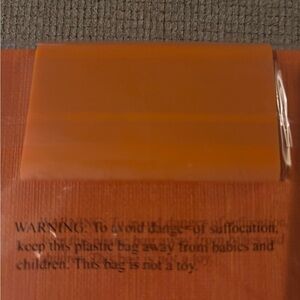 WARNING: To avoid danger of suffocation,
keep this plastic bag away from babies and
children. This bag is not a toy.